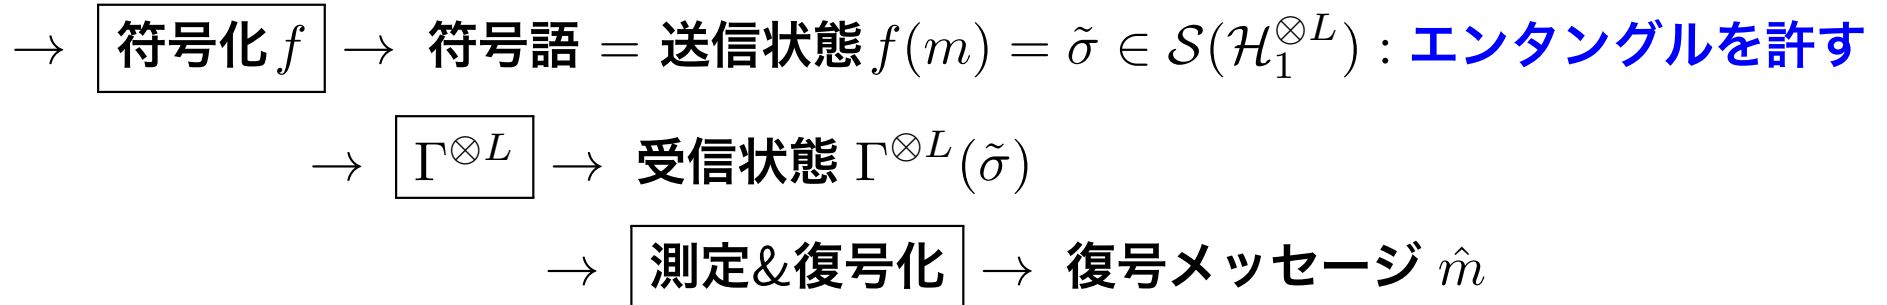 → 符号化 f → 符号語 = 送信状態 f(m) = σ̃ ∈ 𝒮(ℋ₁^{⊗L}) : エンタングルを許す
→ Γ^{⊗L} → 受信状態 Γ^{⊗L}(σ̃)
→ 測定&復号化 → 復号メッセージ m̂